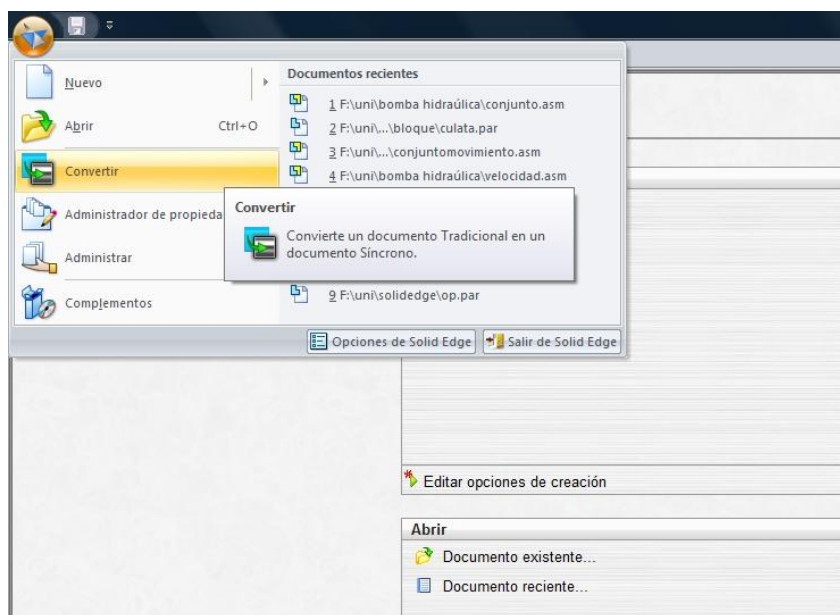 Nuevo
Abrir Ctrl+O
Convertir
Administrador de propieda
Administrar
Complementos
Documentos recientes
1 F:\uni\bomba hidraúlica\conjunto.asm
2 F:\uni\...\bloque\culata.par
3 F:\uni\...\conjuntomovimiento.asm
4 F:\uni\bomba hidraúlica\velocidad.asm
Convertir
Convierte un documento Tradicional en un
documento Síncrono.
9 F:\uni\solidedge\op.par
Opciones de Solid Edge Salir de Solid Edge
Editar opciones de creación
Abrir
Documento existente...
Documento reciente...